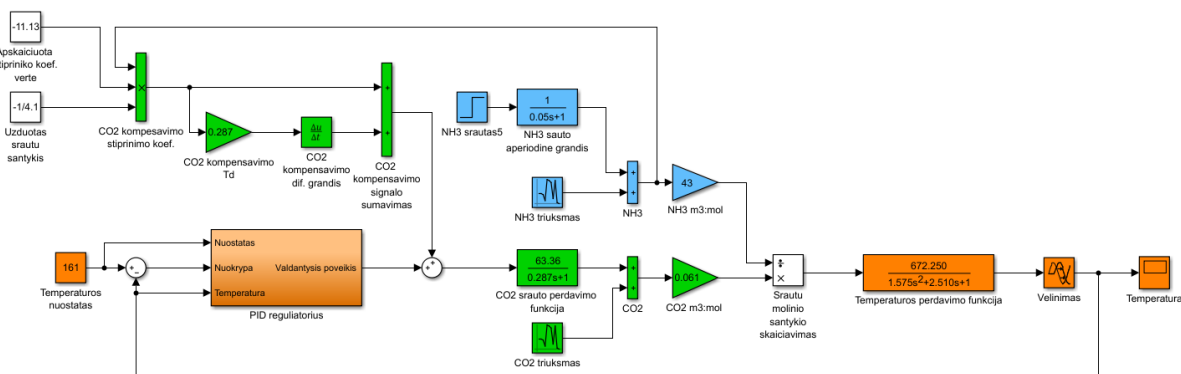 -11.13
Apskaiciuota
stipriniko koef.
verte
-1/4.1
Uzduotas
srautu
santykis
×
CO2 kompesavimo
stiprinimo koef.
0.287
CO2 kompensavimo
Td
Δu
Δt
CO2
kompensavimo
dif. grandis
+
+
CO2
kompensavimo
signalo
sumavimas
NH3 srautas5
1
0.05s+1
NH3 sauto
aperiodine grandis
NH3 triuksmas
+
+
NH3
43
NH3 m3:mol
161
Temperaturos
nuostatas
+
−
Nuostatas
Nuokrypa
Temperatura
Valdantysis poveikis
PID reguliatorius
+
+
63.36
0.287s+1
CO2 srauto perdavimo
funkcija
CO2 triuksmas
+
+
CO2
0.061
CO2 m3:mol
÷
×
Srautu
molinio
santykio
skaiciavimas
672.250
1.575s²+2.510s+1
Temperaturos perdavimo funkcija
Velinimas
Temperatura